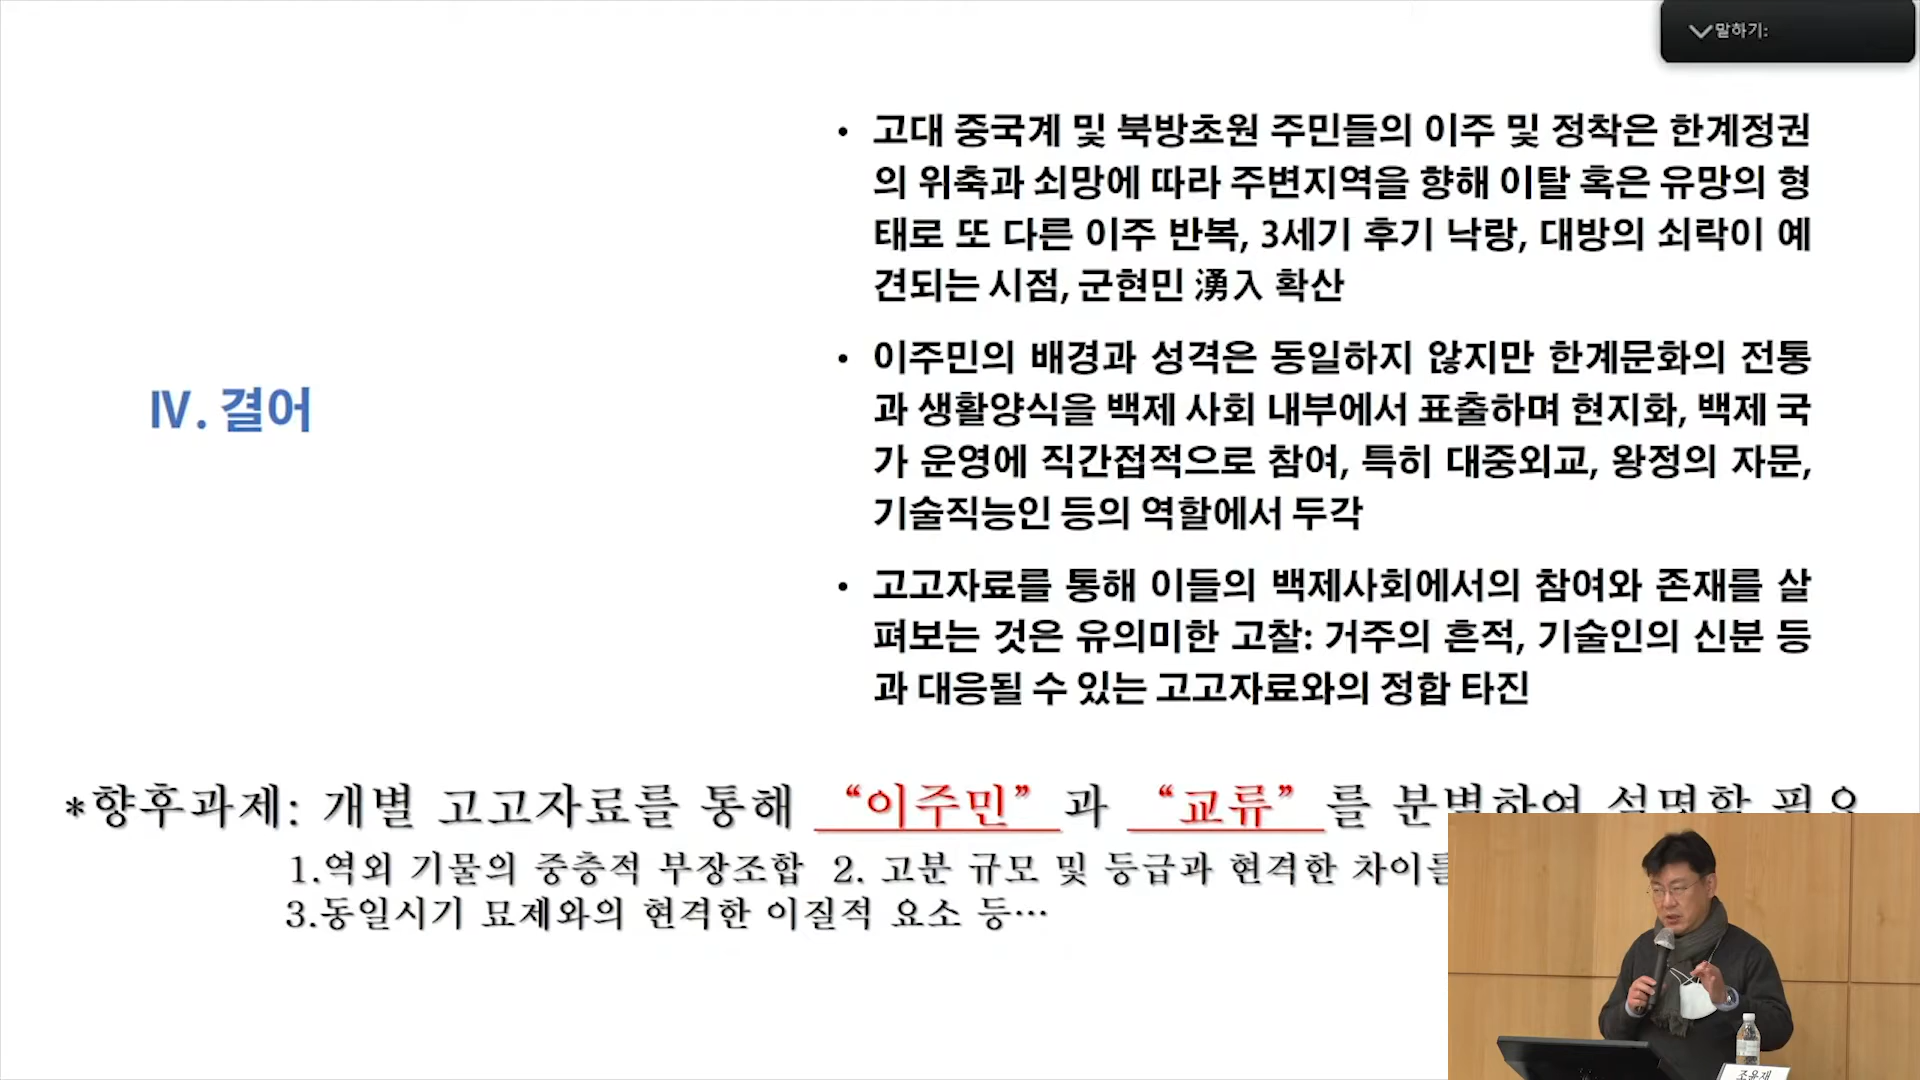 말하기:
• 고대 중국계 및 북방초원 주민들의 이주 및 정착은 한계정권
의 위축과 쇠망에 따라 주변지역을 향해 이탈 혹은 유망의 형
태로 또 다른 이주 반복, 3세기 후기 낙랑, 대방의 쇠락이 예
견되는 시점, 군현민 湧入 확산
Ⅳ. 결어
• 이주민의 배경과 성격은 동일하지 않지만 한계문화의 전통
과 생활양식을 백제 사회 내부에서 표출하며 현지화, 백제 국
가 운영에 직간접적으로 참여, 특히 대중외교, 왕정의 자문,
기술직능인 등의 역할에서 두각
• 고고자료를 통해 이들의 백제사회에서의 참여와 존재를 살
펴보는 것은 유의미한 고찰: 거주의 흔적, 기술인의 신분 등
과 대응될 수 있는 고고자료와의 정합 타진
*향후과제: 개별 고고자료를 통해 “이주민” 과 “교류” 를 분별하여 설명할 필요
1.역외 기물의 중층적 부장조합 2. 고분 규모 및 등급과 현격한 차이를
3.동일시기 묘제와의 현격한 이질적 요소 등…
조윤재